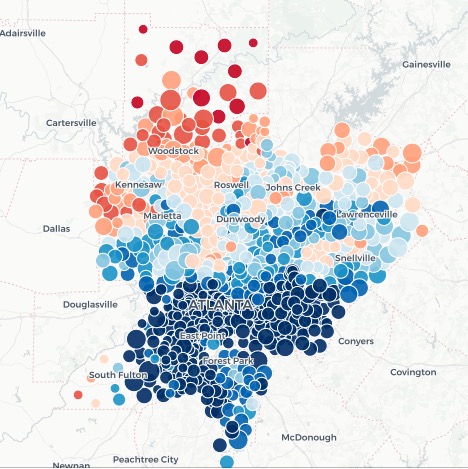 Adairsville
Gainesville
Cartersville
Woodstock
Kennesaw
Roswell
Johns Creek
Marietta
Dunwoody
Lawrenceville
Dallas
Snellville
Douglasville
ATLANTA
East Point
Conyers
Forest Park
South Fulton
Covington
McDonough
Peachtree City
Newnan